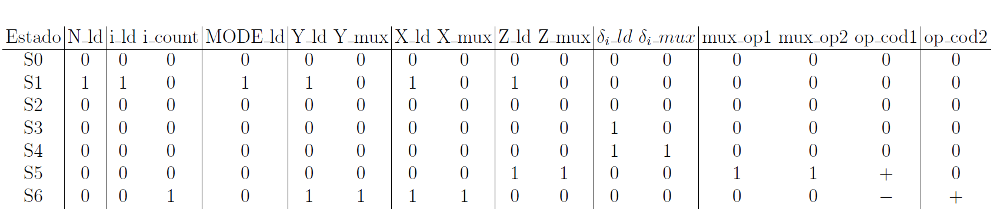 Estado N_ld i_ld i_count MODE_ld Y_ld Y_mux X_ld X_mux Z_ld Z_mux δᵢ_ld δᵢ_mux mux_op1 mux_op2 op_cod1 op_cod2
S0 0 0 0 0 0 0 0 0 0 0 0 0 0 0 0 0
S1 1 1 0 1 1 0 1 0 1 0 0 0 0 0 0 0
S2 0 0 0 0 0 0 0 0 0 0 0 0 0 0 0 0
S3 0 0 0 0 0 0 0 0 0 0 1 0 0 0 0 0
S4 0 0 0 0 0 0 0 0 0 0 1 1 0 0 0 0
S5 0 0 0 0 0 0 0 0 1 1 0 0 1 1 + 0
S6 0 0 1 0 1 1 1 1 0 0 0 0 0 0 − +